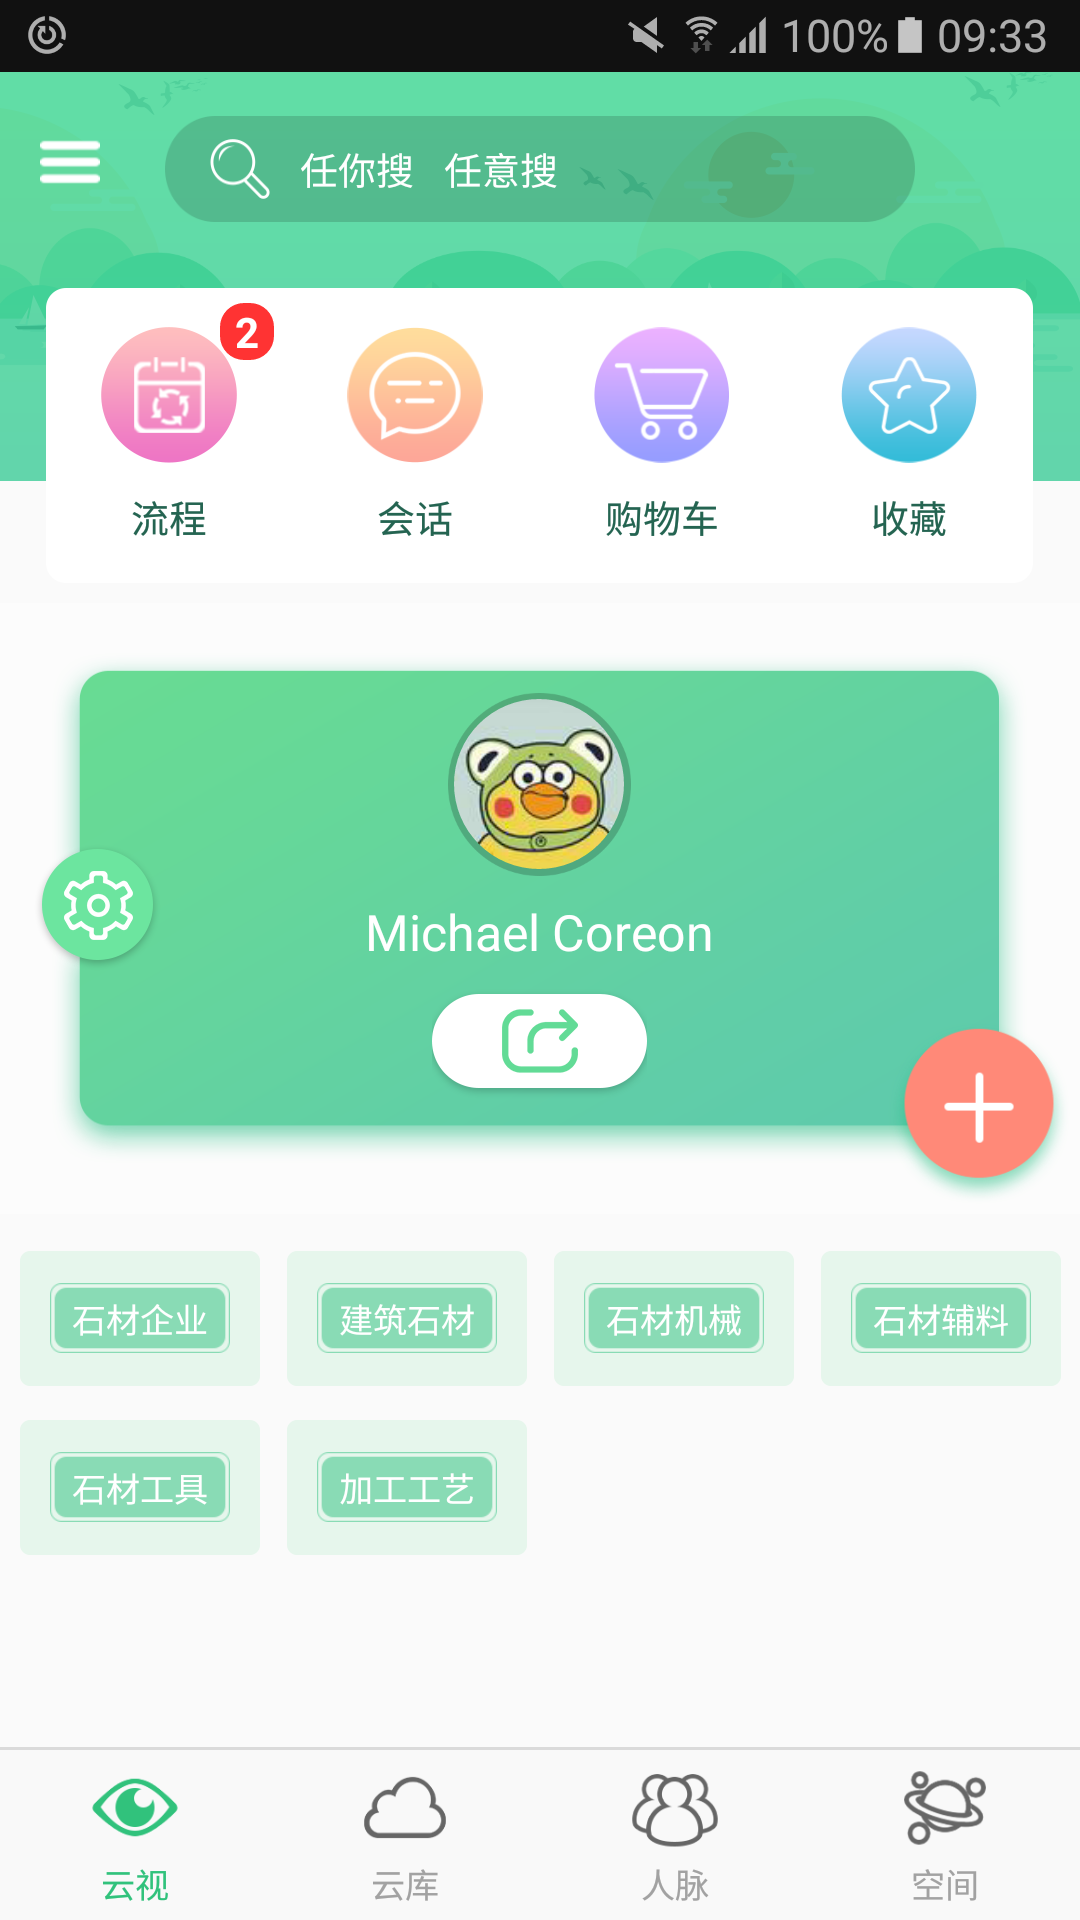 100% 09:33
任你搜 任意搜
2
流程 会话 购物车 收藏
Michael Coreon
石材企业 建筑石材 石材机械 石材辅料
石材工具 加工工艺
云视 云库 人脉 空间